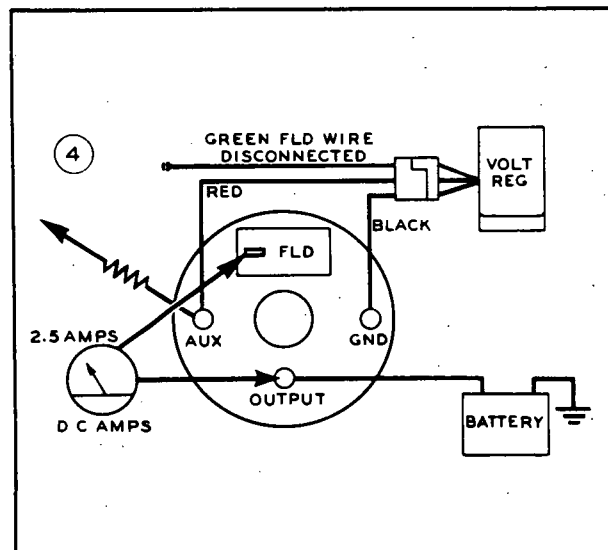 4
GREEN FLD WIRE
DISCONNECTED
VOLT
REG
RED
BLACK
FLD
2.5 AMPS
AUX
GND
OUTPUT
BATTERY
D C AMPS